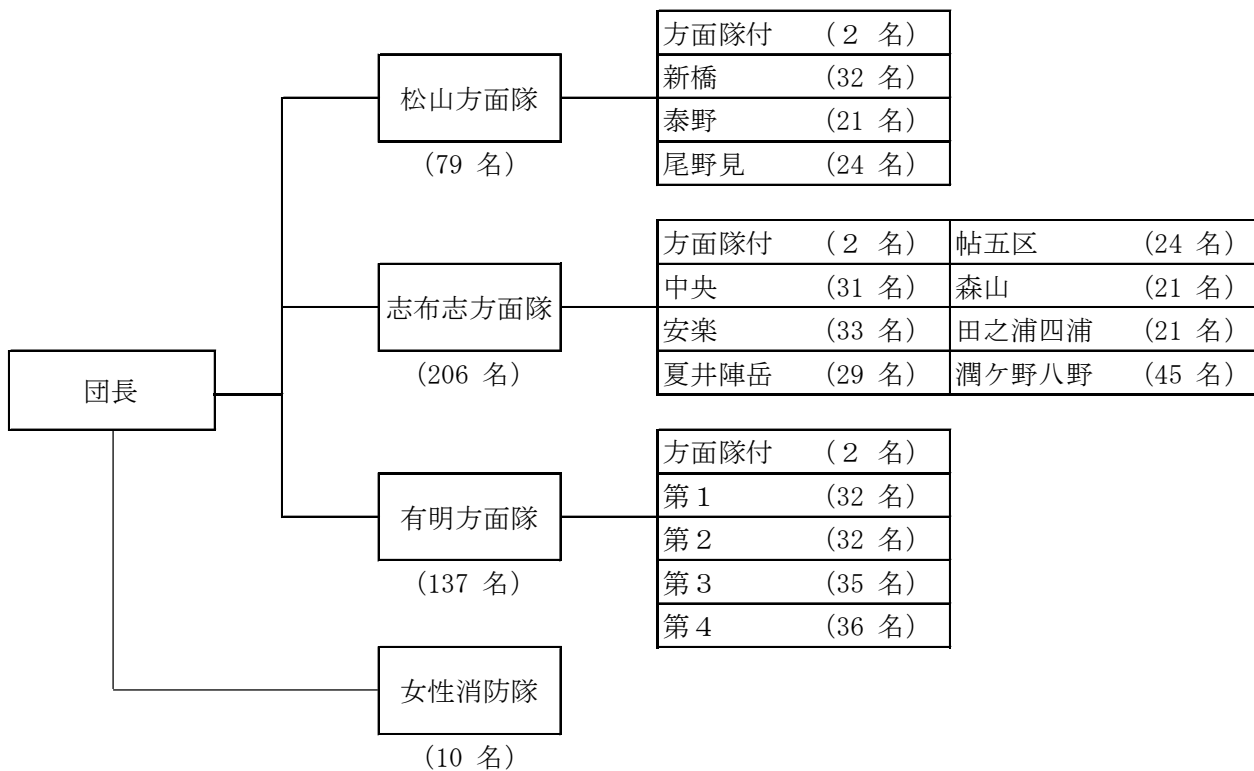 団長
松山方面隊
(79 名)
方面隊付 (２ 名)
新橋 (32 名)
泰野 (21 名)
尾野見 (24 名)
志布志方面隊
(206 名)
方面隊付 (２ 名) 帖五区 (24 名)
中央 (31 名) 森山 (21 名)
安楽 (33 名) 田之浦四浦 (21 名)
夏井陣岳 (29 名) 潤ケ野八野 (45 名)
有明方面隊
(137 名)
方面隊付 (２ 名)
第１ (32 名)
第２ (32 名)
第３ (35 名)
第４ (36 名)
女性消防隊
(10 名)